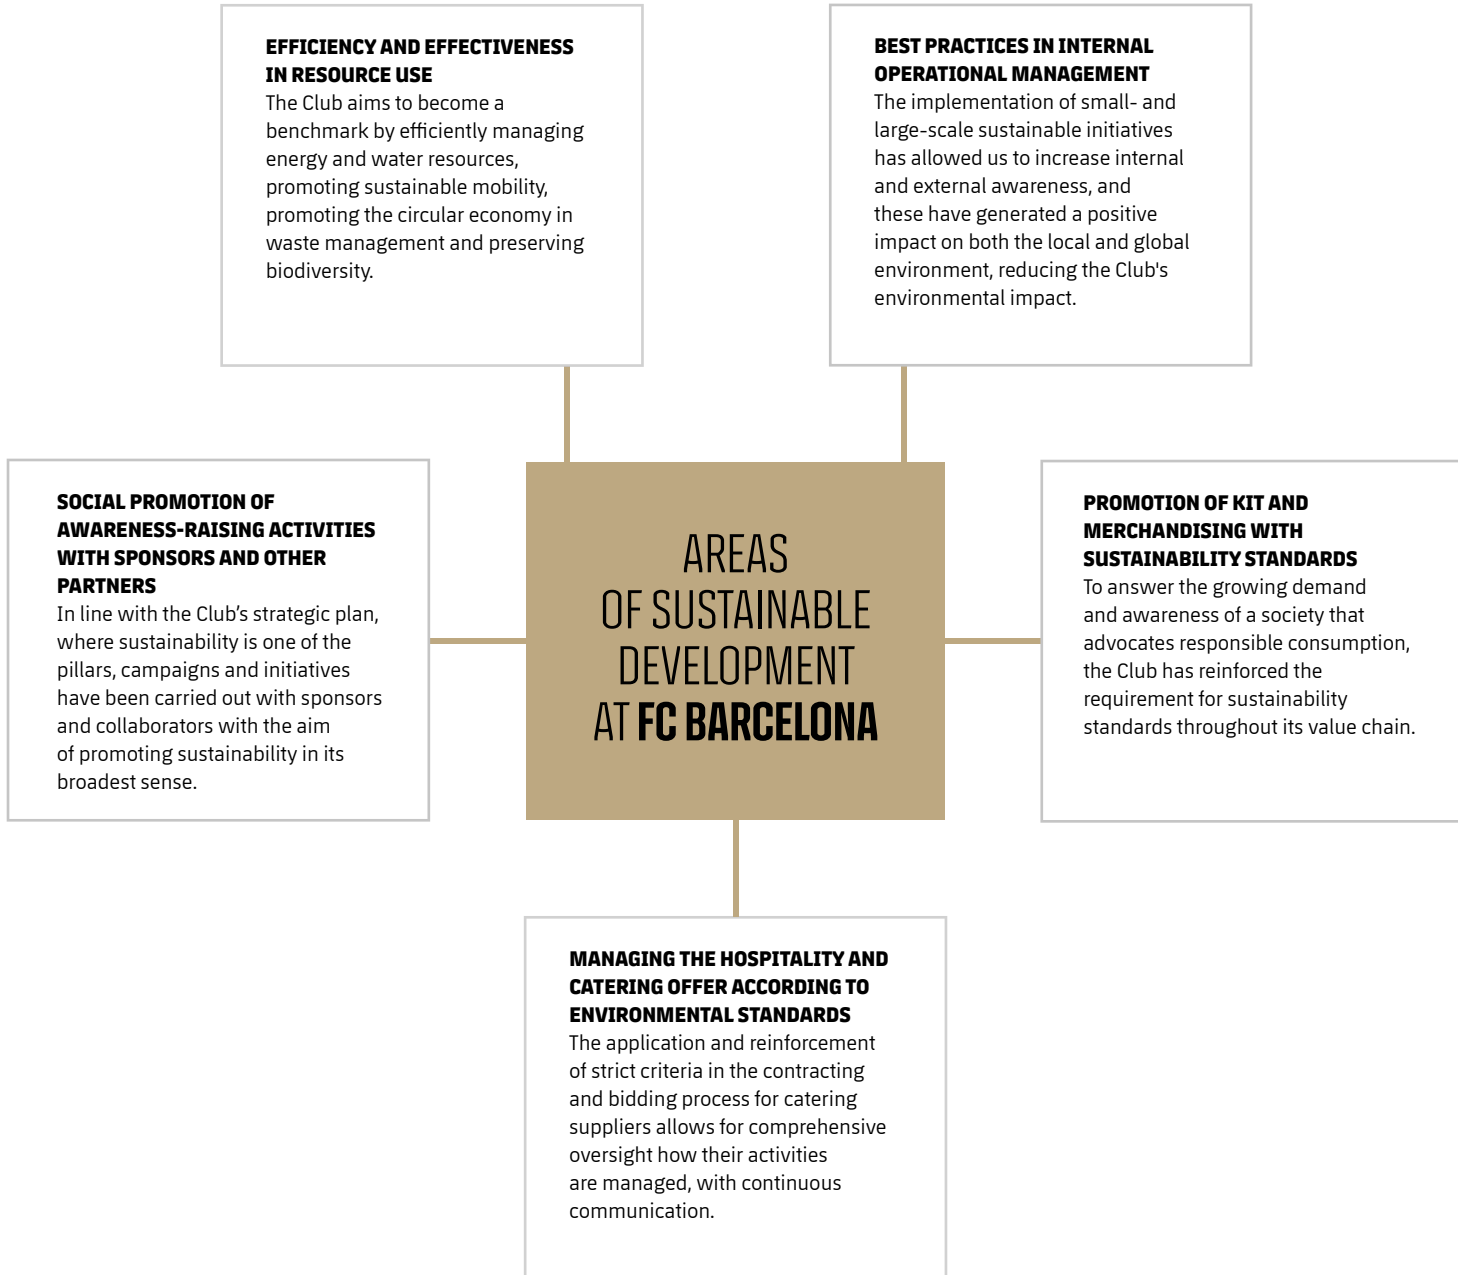 EFFICIENCY AND EFFECTIVENESS
IN RESOURCE USE
The Club aims to become a
benchmark by efficiently managing
energy and water resources,
promoting sustainable mobility,
promoting the circular economy in
waste management and preserving
biodiversity.
BEST PRACTICES IN INTERNAL
OPERATIONAL MANAGEMENT
The implementation of small- and
large-scale sustainable initiatives
has allowed us to increase internal
and external awareness, and
these have generated a positive
impact on both the local and global
environment, reducing the Club's
environmental impact.
SOCIAL PROMOTION OF
AWARENESS-RAISING ACTIVITIES
WITH SPONSORS AND OTHER
PARTNERS
In line with the Club’s strategic plan,
where sustainability is one of the
pillars, campaigns and initiatives
have been carried out with sponsors
and collaborators with the aim
of promoting sustainability in its
broadest sense.
AREAS
OF SUSTAINABLE
DEVELOPMENT
AT FC BARCELONA
PROMOTION OF KIT AND
MERCHANDISING WITH
SUSTAINABILITY STANDARDS
To answer the growing demand
and awareness of a society that
advocates responsible consumption,
the Club has reinforced the
requirement for sustainability
standards throughout its value chain.
MANAGING THE HOSPITALITY AND
CATERING OFFER ACCORDING TO
ENVIRONMENTAL STANDARDS
The application and reinforcement
of strict criteria in the contracting
and bidding process for catering
suppliers allows for comprehensive
oversight how their activities
are managed, with continuous
communication.